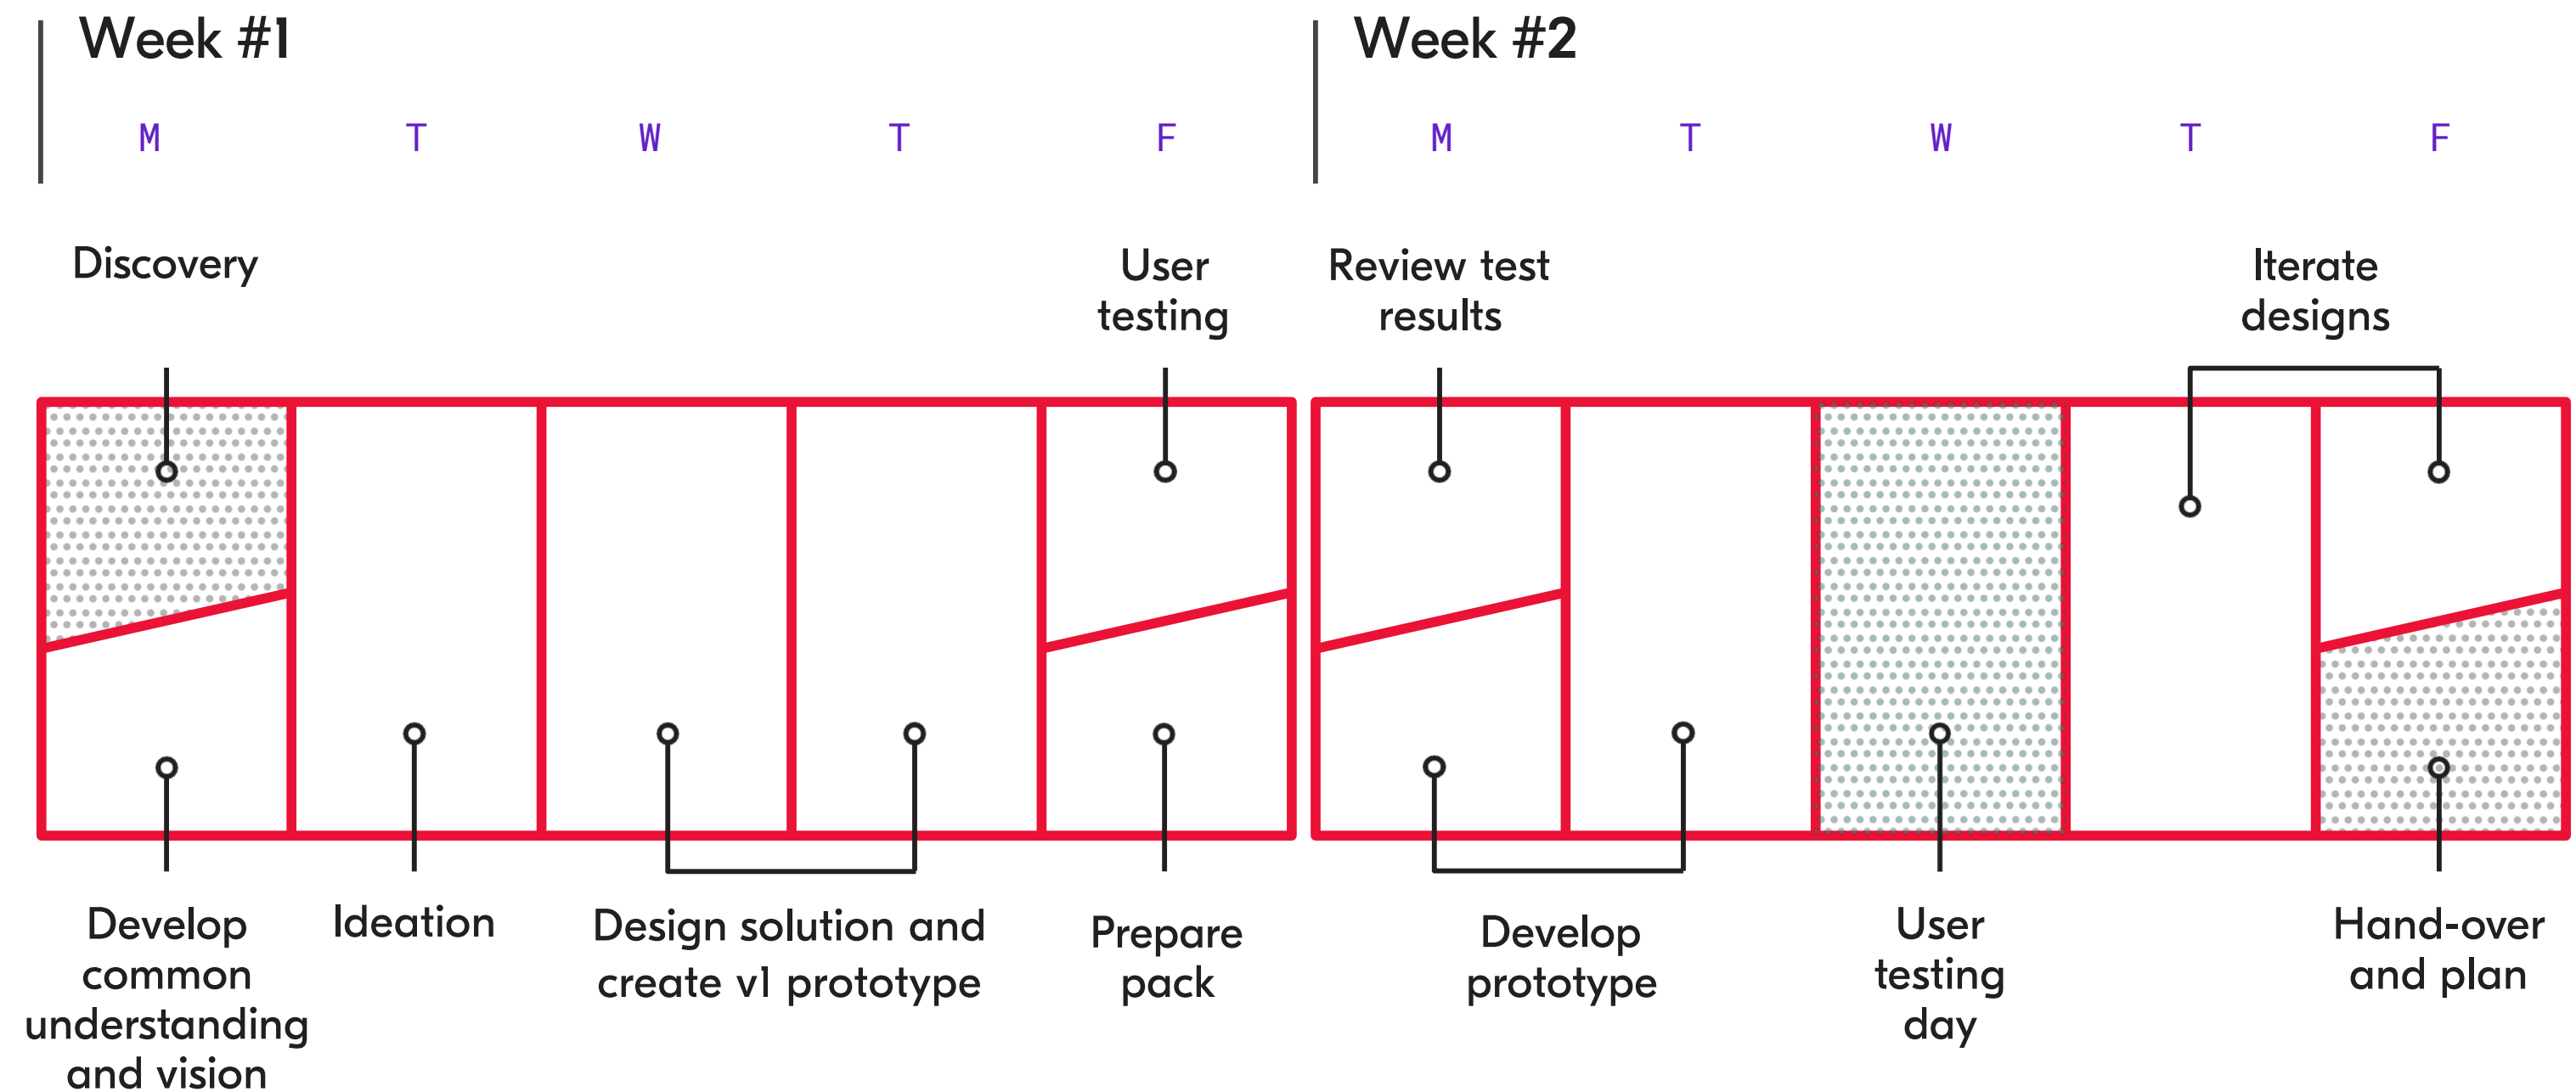 Week #1
Week #2
M T W T F M T W T F
Discovery
User
testing
Review test
results
Iterate
designs
Develop
common
understanding
and vision
Ideation
Design solution and
create v1 prototype
Prepare
pack
Develop
prototype
User
testing
day
Hand-over
and plan